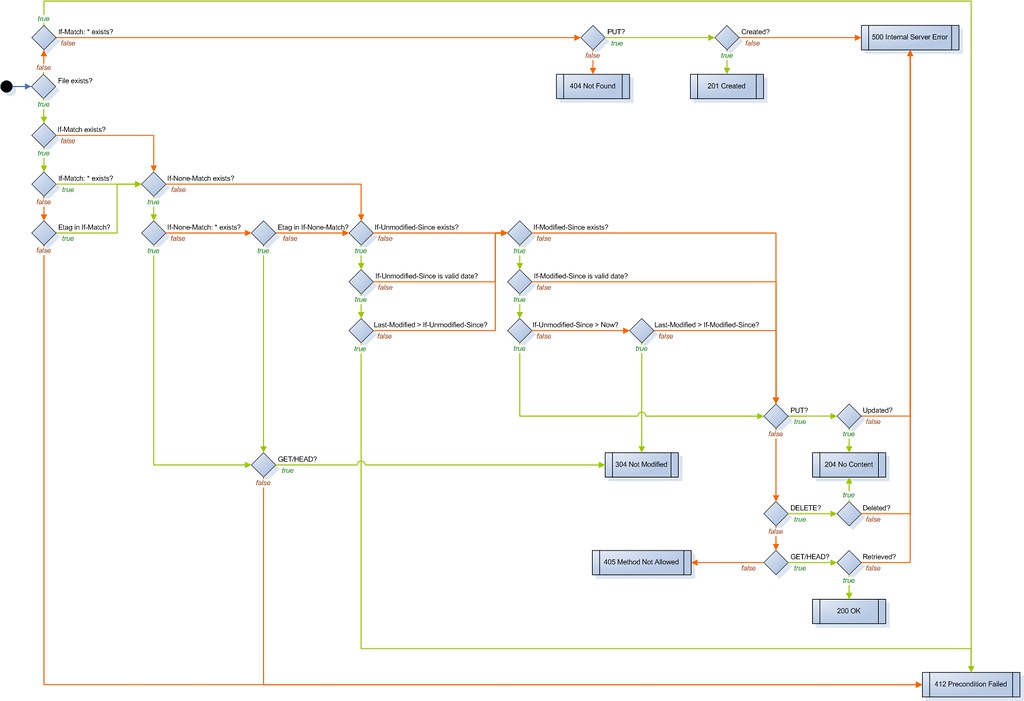 true
If-Match: * exists?
false
PUT?
true
Created?
false
500 Internal Server Error
false
false
true
File exists?
404 Not Found
201 Created
true
If-Match exists?
false
true
If-Match: * exists?
true
If-None-Match exists?
false
false
true
Etag in If-Match?
true
If-None-Match: * exists?
false
Etag in If-None-Match?
false
If-Unmodified-Since exists?
false
If-Modified-Since exists?
false
false
true
true
true
true
If-Unmodified-Since is valid date?
false
If-Modified-Since is valid date?
false
true
true
Last-Modified > If-Unmodified-Since?
false
If-Unmodified-Since > Now?
false
Last-Modified > If-Modified-Since?
false
true
true
true
PUT?
true
Updated?
false
false
true
GET/HEAD?
true
304 Not Modified
204 No Content
false
true
DELETE?
true
Deleted?
false
false
405 Method Not Allowed
false
GET/HEAD?
true
Retrieved?
false
true
200 OK
412 Precondition Failed